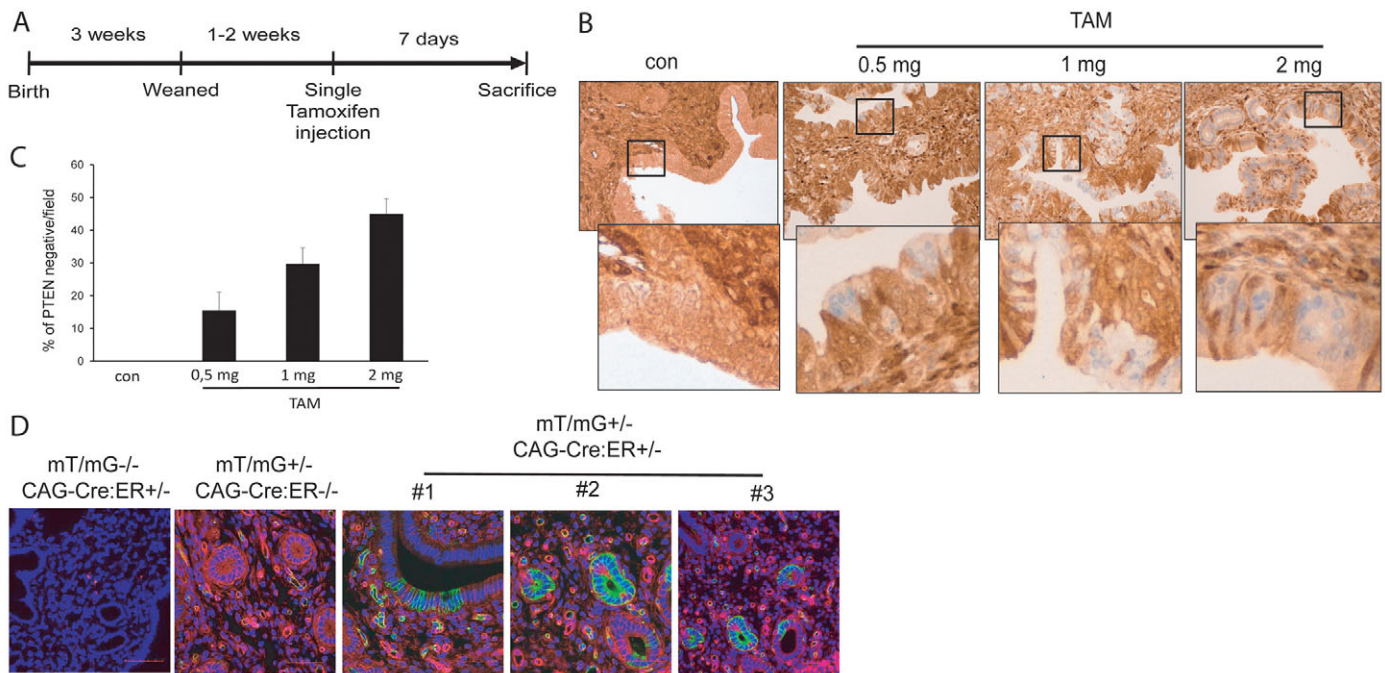 A
3 weeks
1-2 weeks
7 days
Birth
Weaned
Single
Tamoxifen
injection
Sacrifice
B
TAM
con
0.5 mg
1 mg
2 mg
C
% of PTEN negative/field
60
50
40
30
20
10
0
con
0,5 mg
1 mg
2 mg
TAM
D
mT/mG-/-
CAG-Cre:ER+/-
mT/mG+/-
CAG-Cre:ER-/-
mT/mG+/-
CAG-Cre:ER+/-
#1
#2
#3